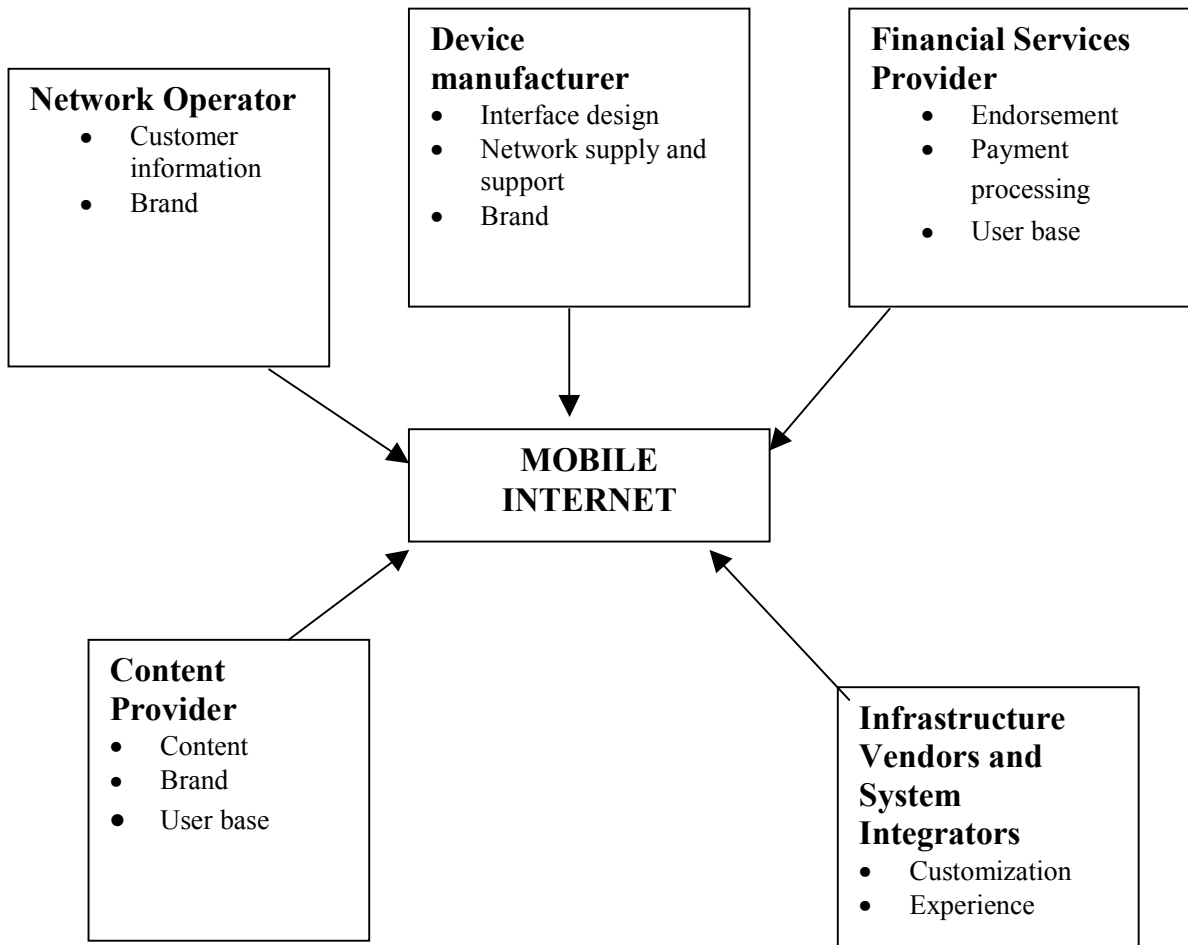 Network Operator
• Customer
information
• Brand
Device
manufacturer
• Interface design
• Network supply and
support
• Brand
Financial Services
Provider
• Endorsement
• Payment
processing
• User base
MOBILE
INTERNET
Content
Provider
• Content
• Brand
• User base
Infrastructure
Vendors and
System
Integrators
• Customization
• Experience